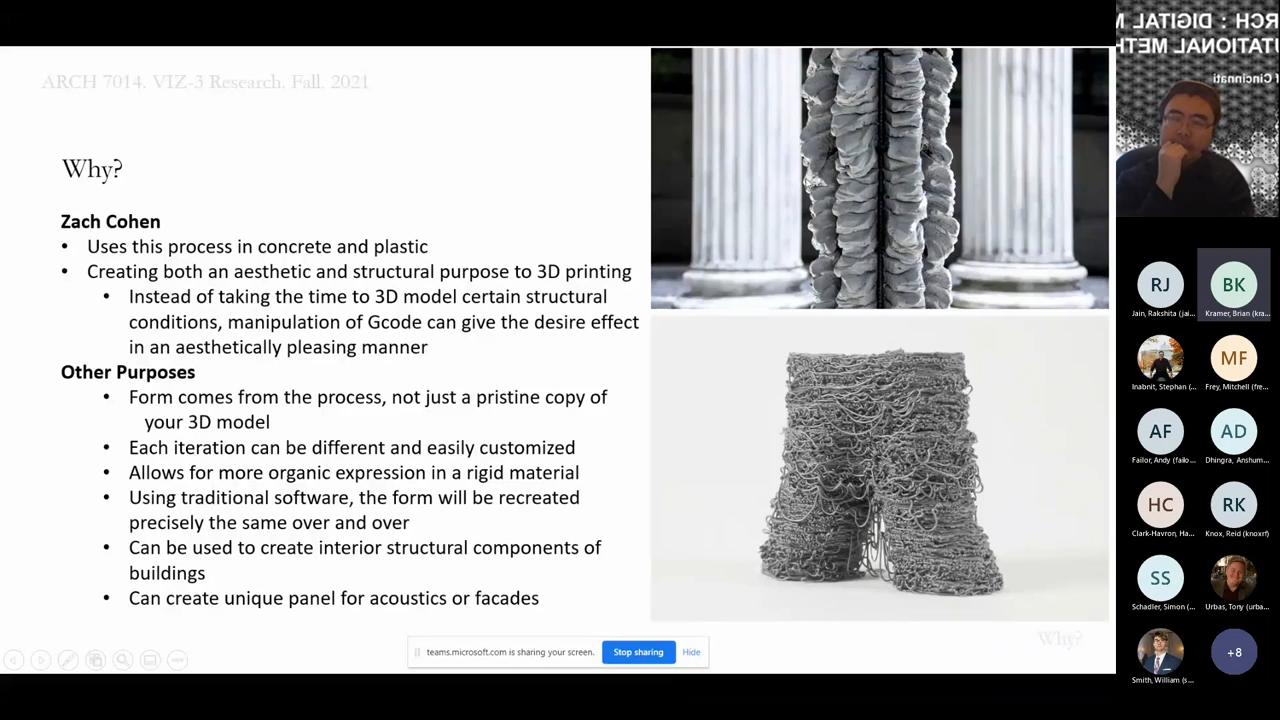 ARCH 7014. VIZ-3 Research. Fall. 2021
Why?
Zach Cohen
• Uses this process in concrete and plastic
• Creating both an aesthetic and structural purpose to 3D printing
• Instead of taking the time to 3D model certain structural
conditions, manipulation of Gcode can give the desire effect
in an aesthetically pleasing manner
Other Purposes
• Form comes from the process, not just a pristine copy of
your 3D model
• Each iteration can be different and easily customized
• Allows for more organic expression in a rigid material
• Using traditional software, the form will be recreated
precisely the same over and over
• Can be used to create interior structural components of
buildings
• Can create unique panel for acoustics or facades
Why?
teams.microsoft.com is sharing your screen. Stop sharing Hide
RCH : DIGITAL M
ITATIONAL METH
f Cincinnati
RJ
Jain, Rakshita (jai...
BK
Kramer, Brian (kra...
Inabnit, Stephan (...
MF
Frey, Mitchell (fre...
AF
Failor, Andy (failo...
AD
Dhingra, Anshum...
HC
Clark-Havron, Ha...
RK
Knox, Reid (knoxrf)
SS
Schadler, Simon (...
Urbas, Tony (urba...
Smith, William (s...
+8